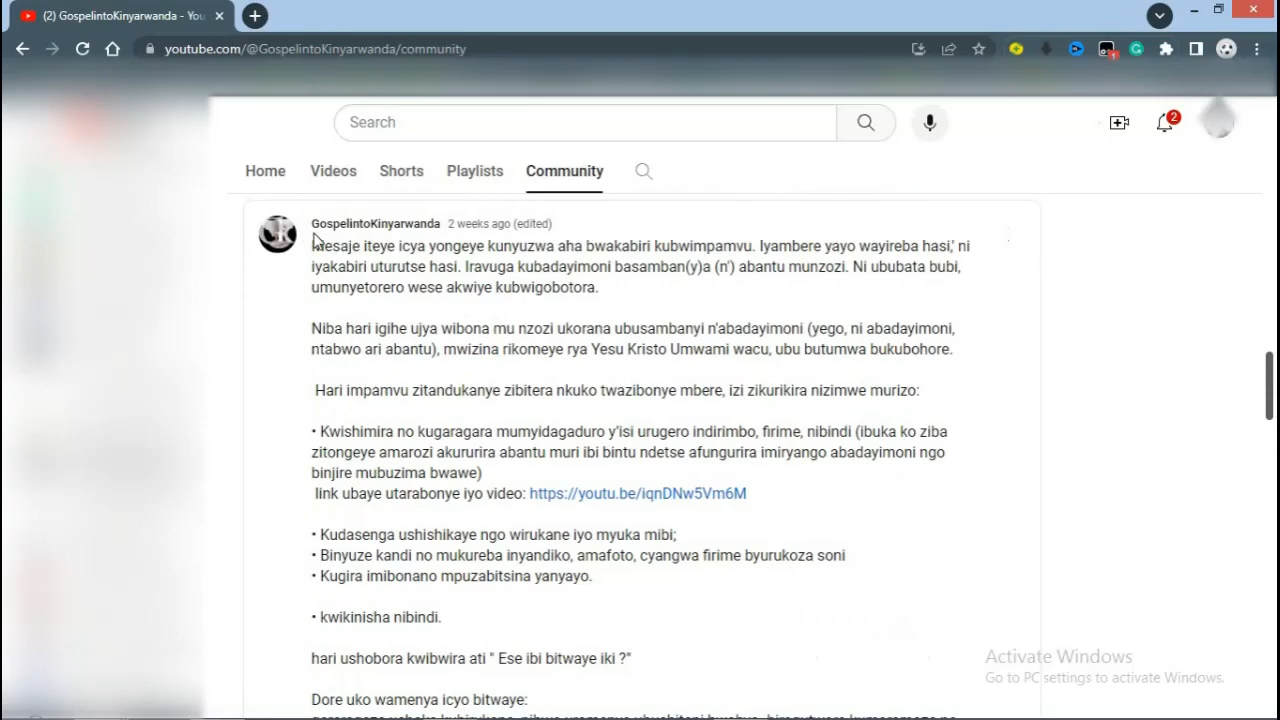 (2) GospelintoKinyarwanda - You
youtube.com/@GospelintoKinyarwanda/community
1
Search
2
Home Videos Shorts Playlists Community
GospelintoKinyarwanda 2 weeks ago (edited)
Mesaje iteye icya yongeye kunyuzwa aha bwakabiri kubwimpamvu. Iyambere yayo wayireba hasi,' ni
iyakabiri uturutse hasi. Iravuga kubadayimoni basamban(y)a (n') abantu munzozi. Ni ububata bubi,
umunyetorero wese akwiye kubwigobotora.
Niba hari igihe ujya wibona mu nzozi ukorana ubusambanyi n'abadayimoni (yego, ni abadayimoni,
ntabwo ari abantu), mwizina rikomeye rya Yesu Kristo Umwami wacu, ubu butumwa bukubohore.
Hari impamvu zitandukanye zibitera nkuko twazibonye mbere, izi zikurikira nizimwe murizo:
• Kwishimira no kugaragara mumyidagaduro y'isi urugero indirimbo, firime, nibindi (ibuka ko ziba
zitongeye amarozi akururira abantu muri ibi bintu ndetse afungurira imiryango abadayimoni ngo
binjire mubuzima bwawe)
link ubaye utarabonye iyo video: https://youtu.be/iqnDNw5Vm6M
• Kudasenga ushishikaye ngo wirukane iyo myuka mibi;
• Binyuze kandi no mukureba inyandiko, amafoto, cyangwa firime byurukoza soni
• Kugira imibonano mpuzabitsina yanyayo.
• kwikinisha nibindi.
hari ushobora kwibwira ati " Ese ibi bitwaye iki ?"
Dore uko wamenya icyo bitwaye:
Activate Windows
Go to PC settings to activate Windows.